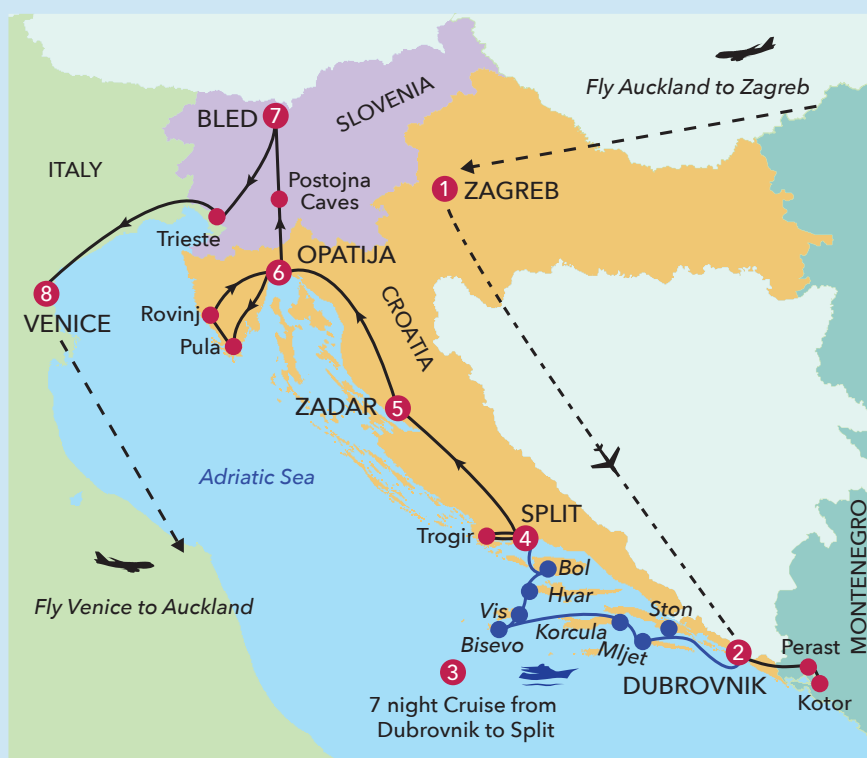 Fly Auckland to Zagreb
SLOVENIA
7
BLED
ITALY
Postojna
Caves
1 ZAGREB
Trieste
OPATIJA
6
8
VENICE
Rovinj
Pula
CROATIA
ZADAR 5
Adriatic Sea
SPLIT
4
Trogir
Bol
Hvar
Fly Venice to Auckland
Vis
Ston
Bisevo
Korcula
Mljet
MONTENEGRO
2
DUBROVNIK
Perast
Kotor
3
7 night Cruise from
Dubrovnik to Split